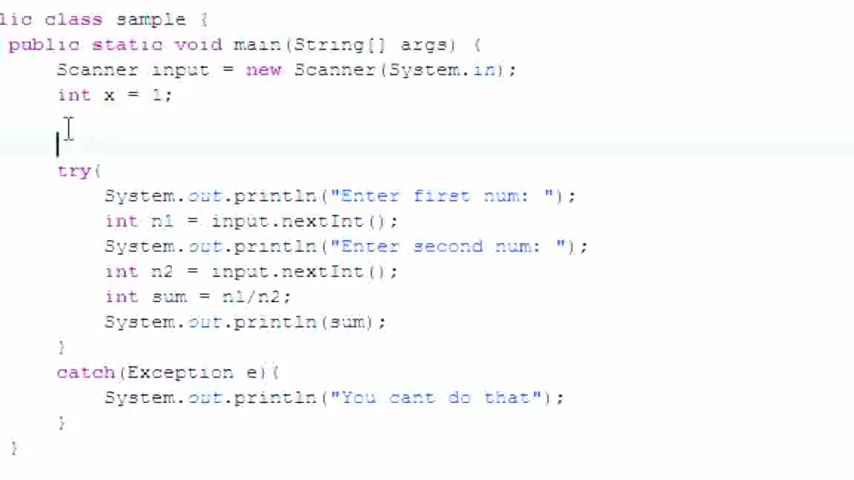 lic class sample {
public static void main(String[] args) {
Scanner input = new Scanner(System.in);
int x = 1;
try{
System.out.println("Enter first num: ");
int n1 = input.nextInt();
System.out.println("Enter second num: ");
int n2 = input.nextInt();
int sum = n1/n2;
System.out.println(sum);
}
catch(Exception e){
System.out.println("You cant do that");
}
}